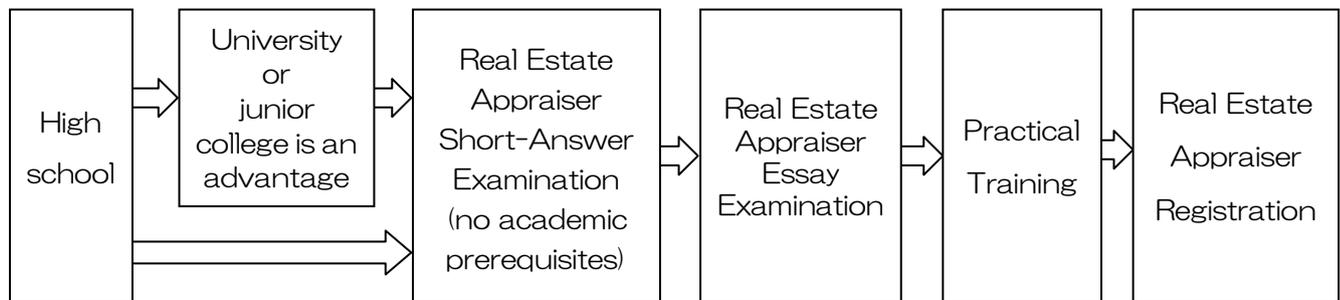 High
school
University
or
junior
college is an
advantage
Real Estate
Appraiser
Short-Answer
Examination
(no academic
prerequisites)
Real Estate
Appraiser
Essay
Examination
Practical
Training
Real Estate
Appraiser
Registration